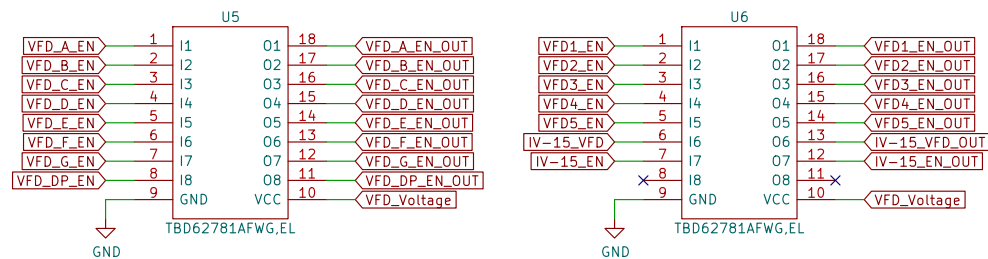 U5 U6
VFD_A_EN 1 I1 O1 18 VFD_A_EN_OUT VFD1_EN 1 I1 O1 18 VFD1_EN_OUT
VFD_B_EN 2 I2 O2 17 VFD_B_EN_OUT VFD2_EN 2 I2 O2 17 VFD2_EN_OUT
VFD_C_EN 3 I3 O3 16 VFD_C_EN_OUT VFD3_EN 3 I3 O3 16 VFD3_EN_OUT
VFD_D_EN 4 I4 O4 15 VFD_D_EN_OUT VFD4_EN 4 I4 O4 15 VFD4_EN_OUT
VFD_E_EN 5 I5 O5 14 VFD_E_EN_OUT VFD5_EN 5 I5 O5 14 VFD5_EN_OUT
VFD_F_EN 6 I6 O6 13 VFD_F_EN_OUT IV-15_VFD 6 I6 O6 13 IV-15_VFD_OUT
VFD_G_EN 7 I7 O7 12 VFD_G_EN_OUT IV-15_EN 7 I7 O7 12 IV-15_EN_OUT
VFD_DP_EN 8 I8 O8 11 VFD_DP_EN_OUT 8 I8 O8 11
9 GND VCC 10 VFD_Voltage 9 GND VCC 10 VFD_Voltage
TBD62781AFWG,EL TBD62781AFWG,EL
GND GND